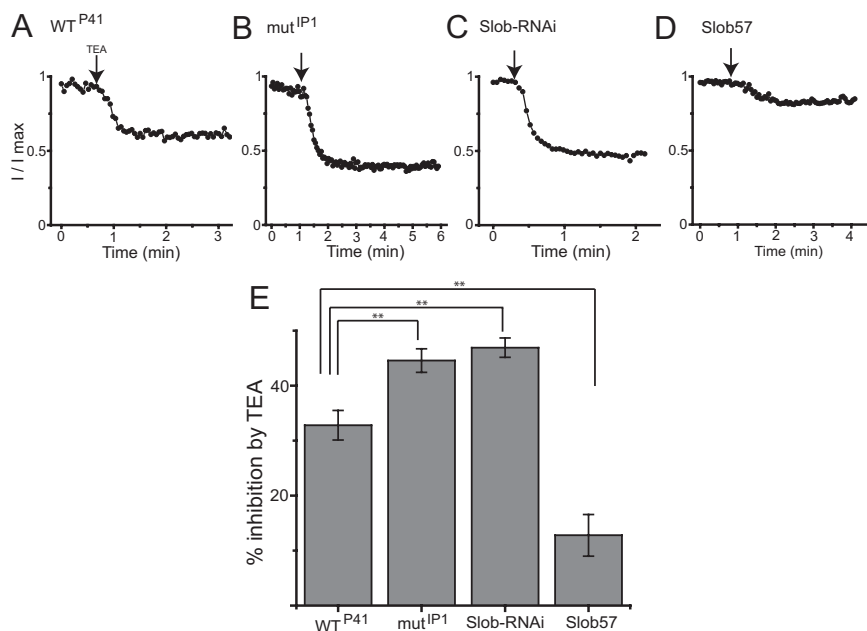 A WT P41
B mut IP1
C Slob-RNAi
D Slob57
TEA
1 1 1 1
I / I max
0.5 0.5 0.5 0.5
0 0 0 0
0 1 2 3
0 1 2 3 4 5 6
0 1 2
0 1 2 3 4
Time (min) Time (min) Time (min) Time (min)
E
**
**
**
% inhibition by TEA
40
20
WT P41 mut IP1 Slob-RNAi Slob57